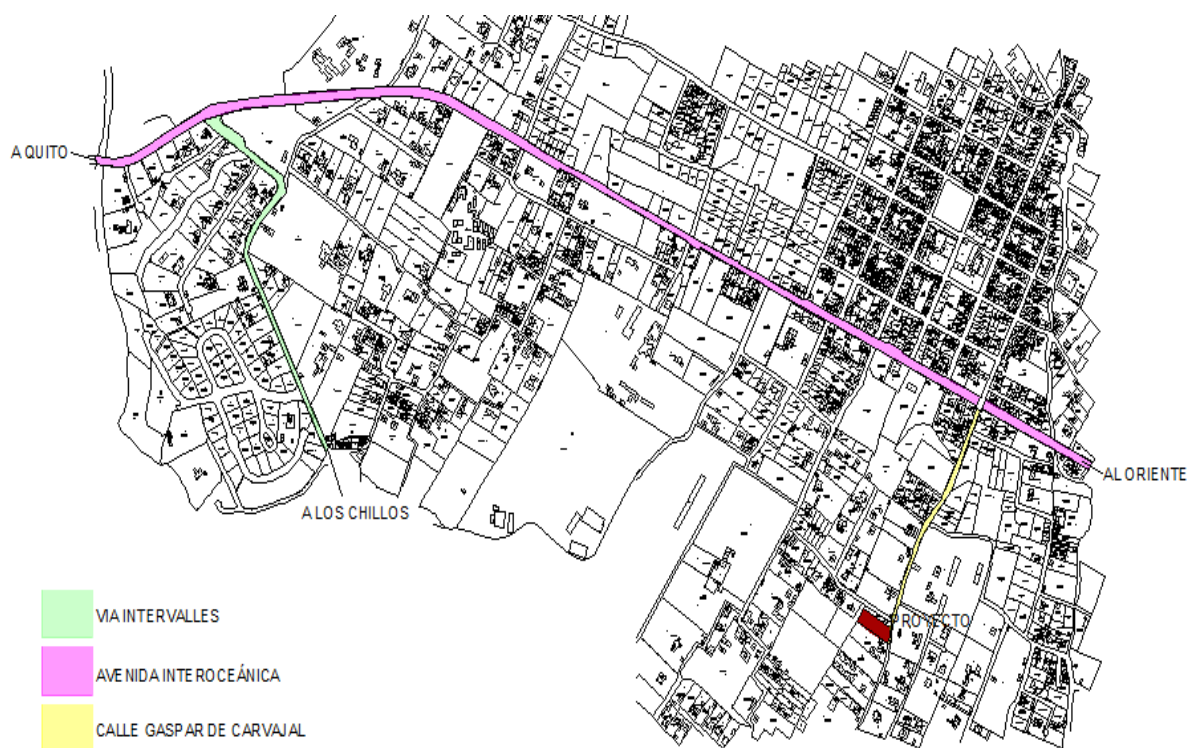 A QUITO
AL ORIENTE
A LOS CHILLOS
PROYECTO
VIA INTERVALLES
AVENIDA INTEROCEÁNICA
CALLE GASPAR DE CARVAJAL